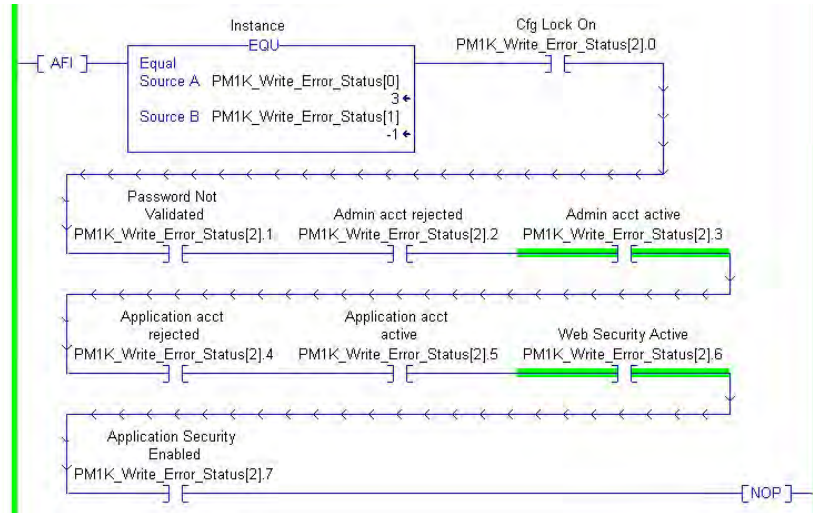 Instance
Cfg Lock On
EQU
PM1K_Write_Error_Status[2].0
AFI
Equal
Source A PM1K_Write_Error_Status[0]
3
Source B PM1K_Write_Error_Status[1]
-1
Password Not
Validated
Admin acct rejected
Admin acct active
PM1K_Write_Error_Status[2].1 PM1K_Write_Error_Status[2].2 PM1K_Write_Error_Status[2].3
Application acct
rejected
Application acct
active
Web Security Active
PM1K_Write_Error_Status[2].4 PM1K_Write_Error_Status[2].5 PM1K_Write_Error_Status[2].6
Application Security
Enabled
PM1K_Write_Error_Status[2].7
NOP